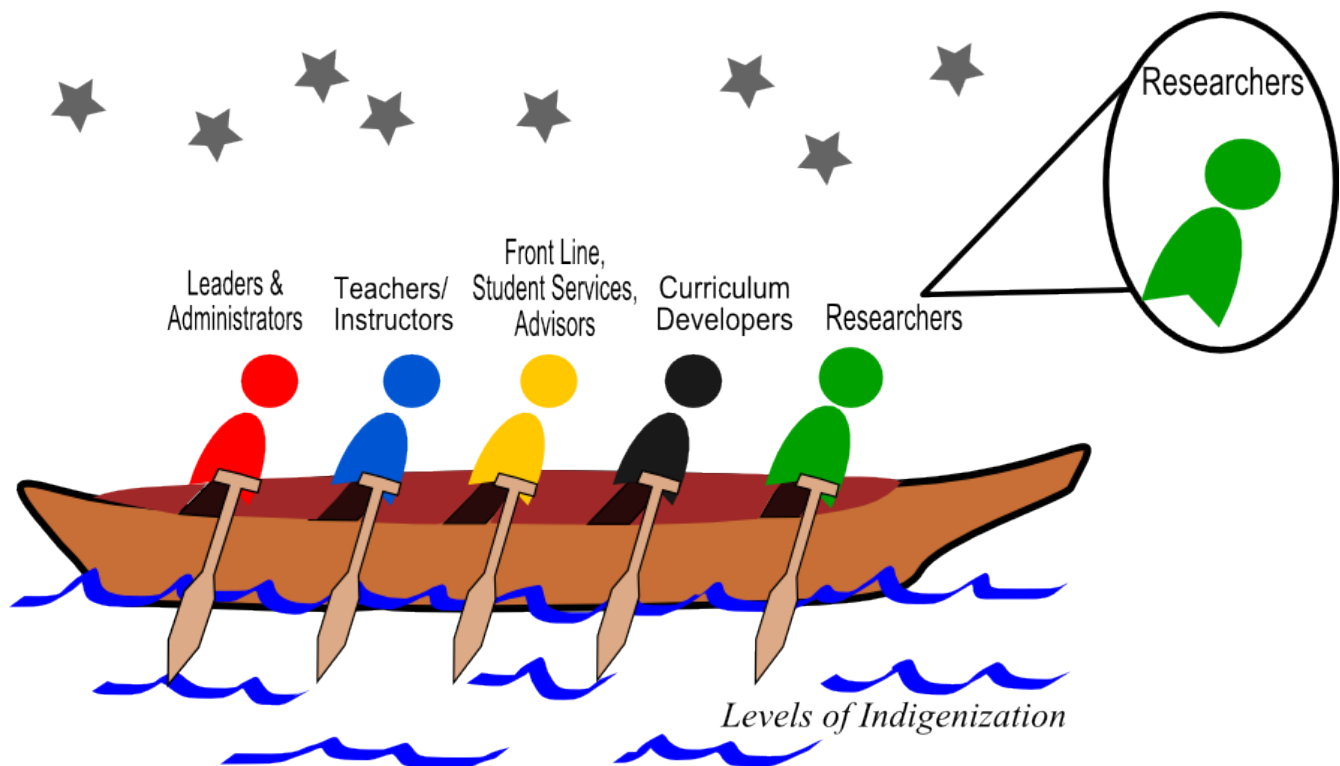 Researchers
Leaders &
Administrators
Teachers/
Instructors
Front Line,
Student Services,
Advisors
Curriculum
Developers
Researchers
Levels of Indigenization